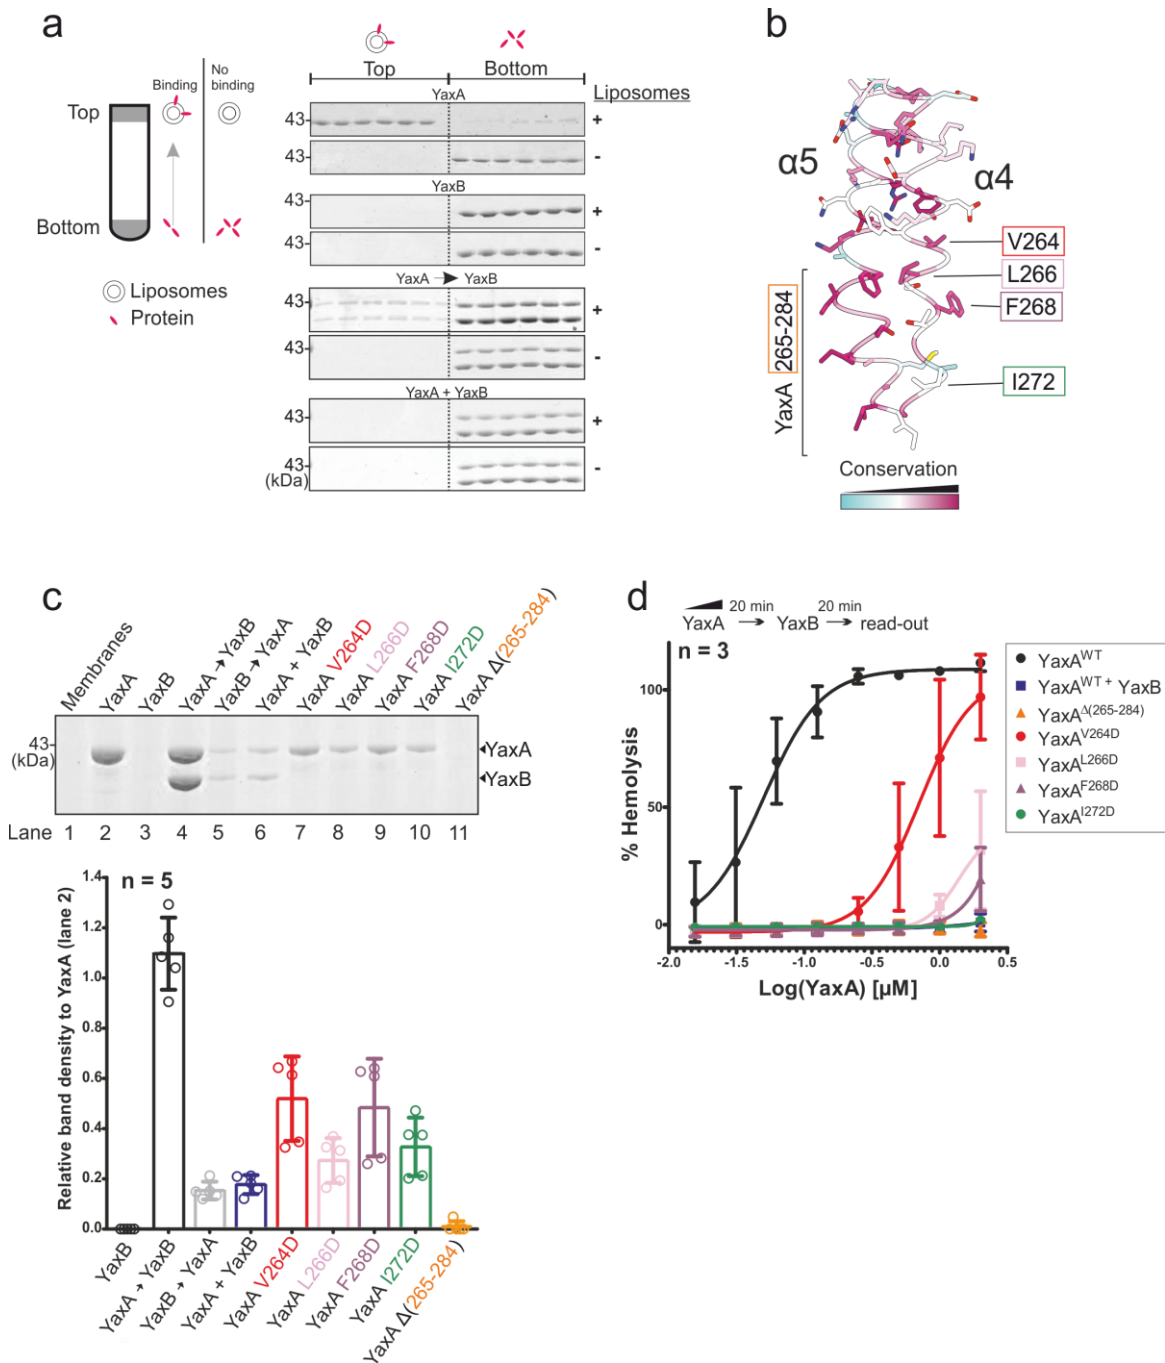 a
Top
Bottom
Binding
No
binding
Top
Bottom
Liposomes
Protein
Liposomes
YaxA
43-
+
43-
-
YaxB
43-
+
43-
-
YaxA → YaxB
43-
+
43-
-
YaxA + YaxB
43-
+
43-
(kDa)
-
b
α5
α4
V264
L266
F268
I272
YaxA 265-284
Conservation
c
Membranes
YaxA
YaxB
YaxA → YaxB
YaxB → YaxA
YaxA + YaxB
YaxA V264D
YaxA L266D
YaxA F268D
YaxA I272D
YaxA Δ(265-284)
43-
(kDa)
YaxA
YaxB
Lane 1 2 3 4 5 6 7 8 9 10 11
n = 5
Relative band density to YaxA (lane 2)
1.4
1.2
1.0
0.8
0.6
0.4
0.2
0.0
YaxB
YaxA → YaxB
YaxB → YaxA
YaxA + YaxB
YaxA V264D
YaxA L266D
YaxA F268D
YaxA I272D
YaxA Δ(265-284)
d
20 min 20 min
YaxA → YaxB → read-out
n = 3
% Hemolysis
100
50
0
-2.0 -1.5 -1.0 -0.5 0.0 0.5
Log(YaxA) [µM]
YaxA^WT
YaxA^WT + YaxB
YaxA^Δ(265-284)
YaxA^V264D
YaxA^L266D
YaxA^F268D
YaxA^I272D